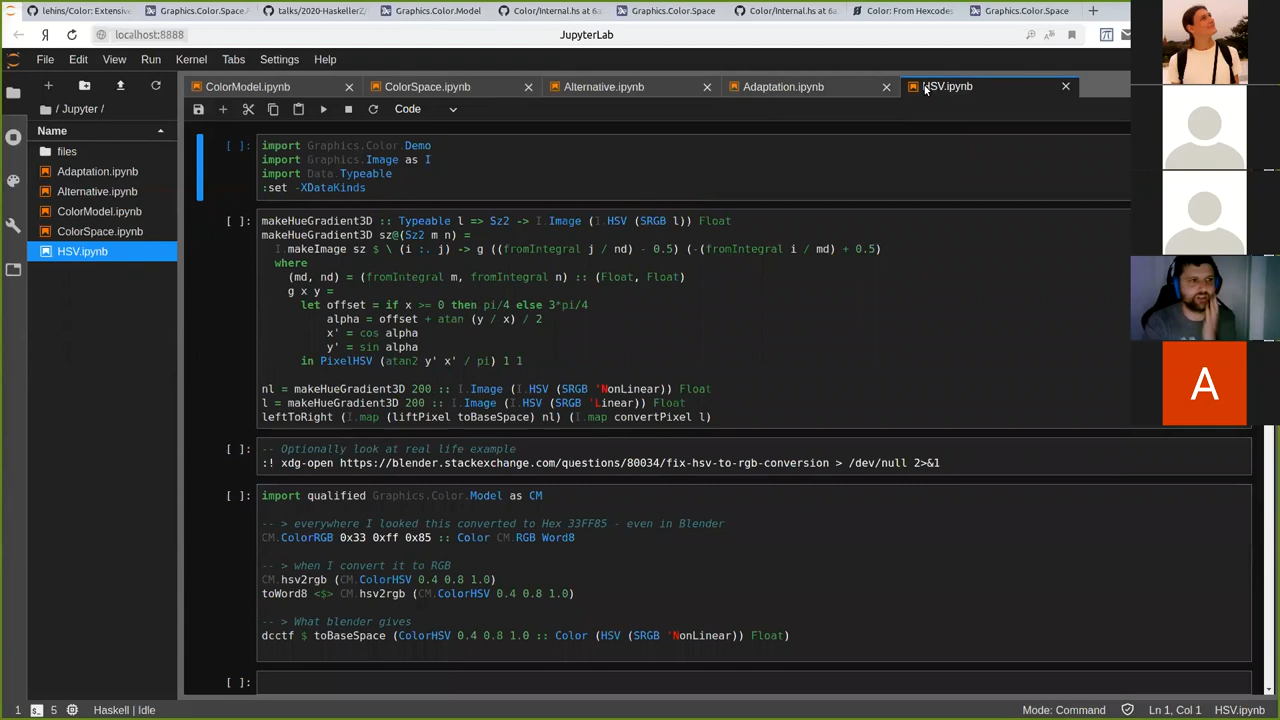 lehins/Color: Extensiv
Graphics.Color.Space.
talks/2020-HaskellerZ/
Graphics.Color.Model
Color/Internal.hs at 6a
Graphics.Color.Space
Color/Internal.hs at 6a
Color: From Hexcodes
Graphics.Color.Space
localhost:8888
JupyterLab
File Edit View Run Kernel Tabs Settings Help
ColorModel.ipynb
ColorSpace.ipynb
Alternative.ipynb
Adaptation.ipynb
HSV.ipynb
/ Jupyter /
Code
Name
files
Adaptation.ipynb
Alternative.ipynb
ColorModel.ipynb
ColorSpace.ipynb
HSV.ipynb
[ ]:
import Graphics.Color.Demo
import Graphics.Image as I
import Data.Typeable
:set -XDataKinds
[ ]:
makeHueGradient3D :: Typeable l => Sz2 -> I.Image (I.HSV (SRGB l)) Float
makeHueGradient3D sz@(Sz2 m n) =
I.makeImage sz $ \ (i :. j) -> g ((fromIntegral j / nd) - 0.5) (-(fromIntegral i / md) + 0.5)
where
(md, nd) = (fromIntegral m, fromIntegral n) :: (Float, Float)
g x y =
let offset = if x >= 0 then pi/4 else 3*pi/4
alpha = offset + atan (y / x) / 2
x' = cos alpha
y' = sin alpha
in PixelHSV (atan2 y' x' / pi) 1 1
nl = makeHueGradient3D 200 :: I.Image (I.HSV (SRGB 'NonLinear)) Float
l = makeHueGradient3D 200 :: I.Image (I.HSV (SRGB 'Linear)) Float
leftToRight (I.map (liftPixel toBaseSpace) nl) (I.map convertPixel l)
[ ]:
-- Optionally look at real life example
:! xdg-open https://blender.stackexchange.com/questions/80034/fix-hsv-to-rgb-conversion > /dev/null 2>&1
[ ]:
import qualified Graphics.Color.Model as CM
-- > everywhere I looked this converted to Hex 33FF85 - even in Blender
CM.ColorRGB 0x33 0xff 0x85 :: Color CM.RGB Word8
-- > when I convert it to RGB
CM.hsv2rgb (CM.ColorHSV 0.4 0.8 1.0)
toWord8 <$> CM.hsv2rgb (CM.ColorHSV 0.4 0.8 1.0)
-- > What blender gives
dcctf $ toBaseSpace (ColorHSV 0.4 0.8 1.0 :: Color (HSV (SRGB 'NonLinear)) Float)
[ ]:
A
1
5
Haskell | Idle
Mode: Command
Ln 1, Col 1
HSV.ipynb